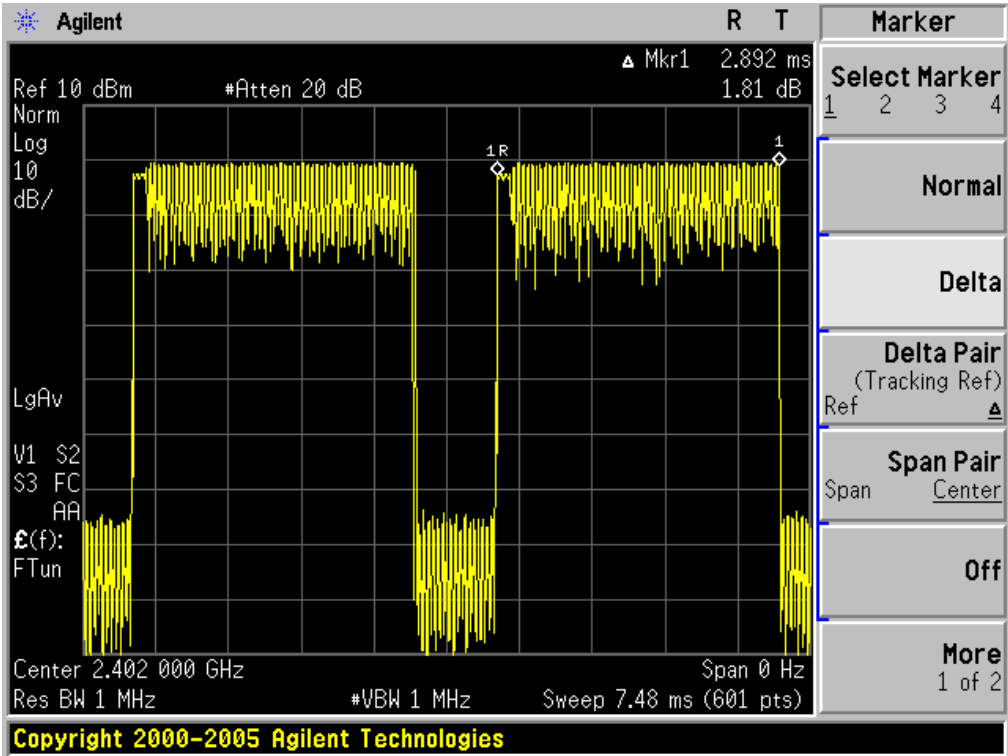 Agilent R T
Δ Mkr1 2.892 ms
Ref 10 dBm #Atten 20 dB 1.81 dB
Norm
Log
10
dB/
1R
1
LgAv
V1 S2
S3 FC
AA
£(f):
FTun
Center 2.402 000 GHz Span 0 Hz
Res BW 1 MHz #VBW 1 MHz Sweep 7.48 ms (601 pts)
Copyright 2000-2005 Agilent Technologies
Marker
Select Marker
1 2 3 4
Normal
Delta
Delta Pair
(Tracking Ref)
Ref Δ
Span Pair
Span Center
Off
More
1 of 2